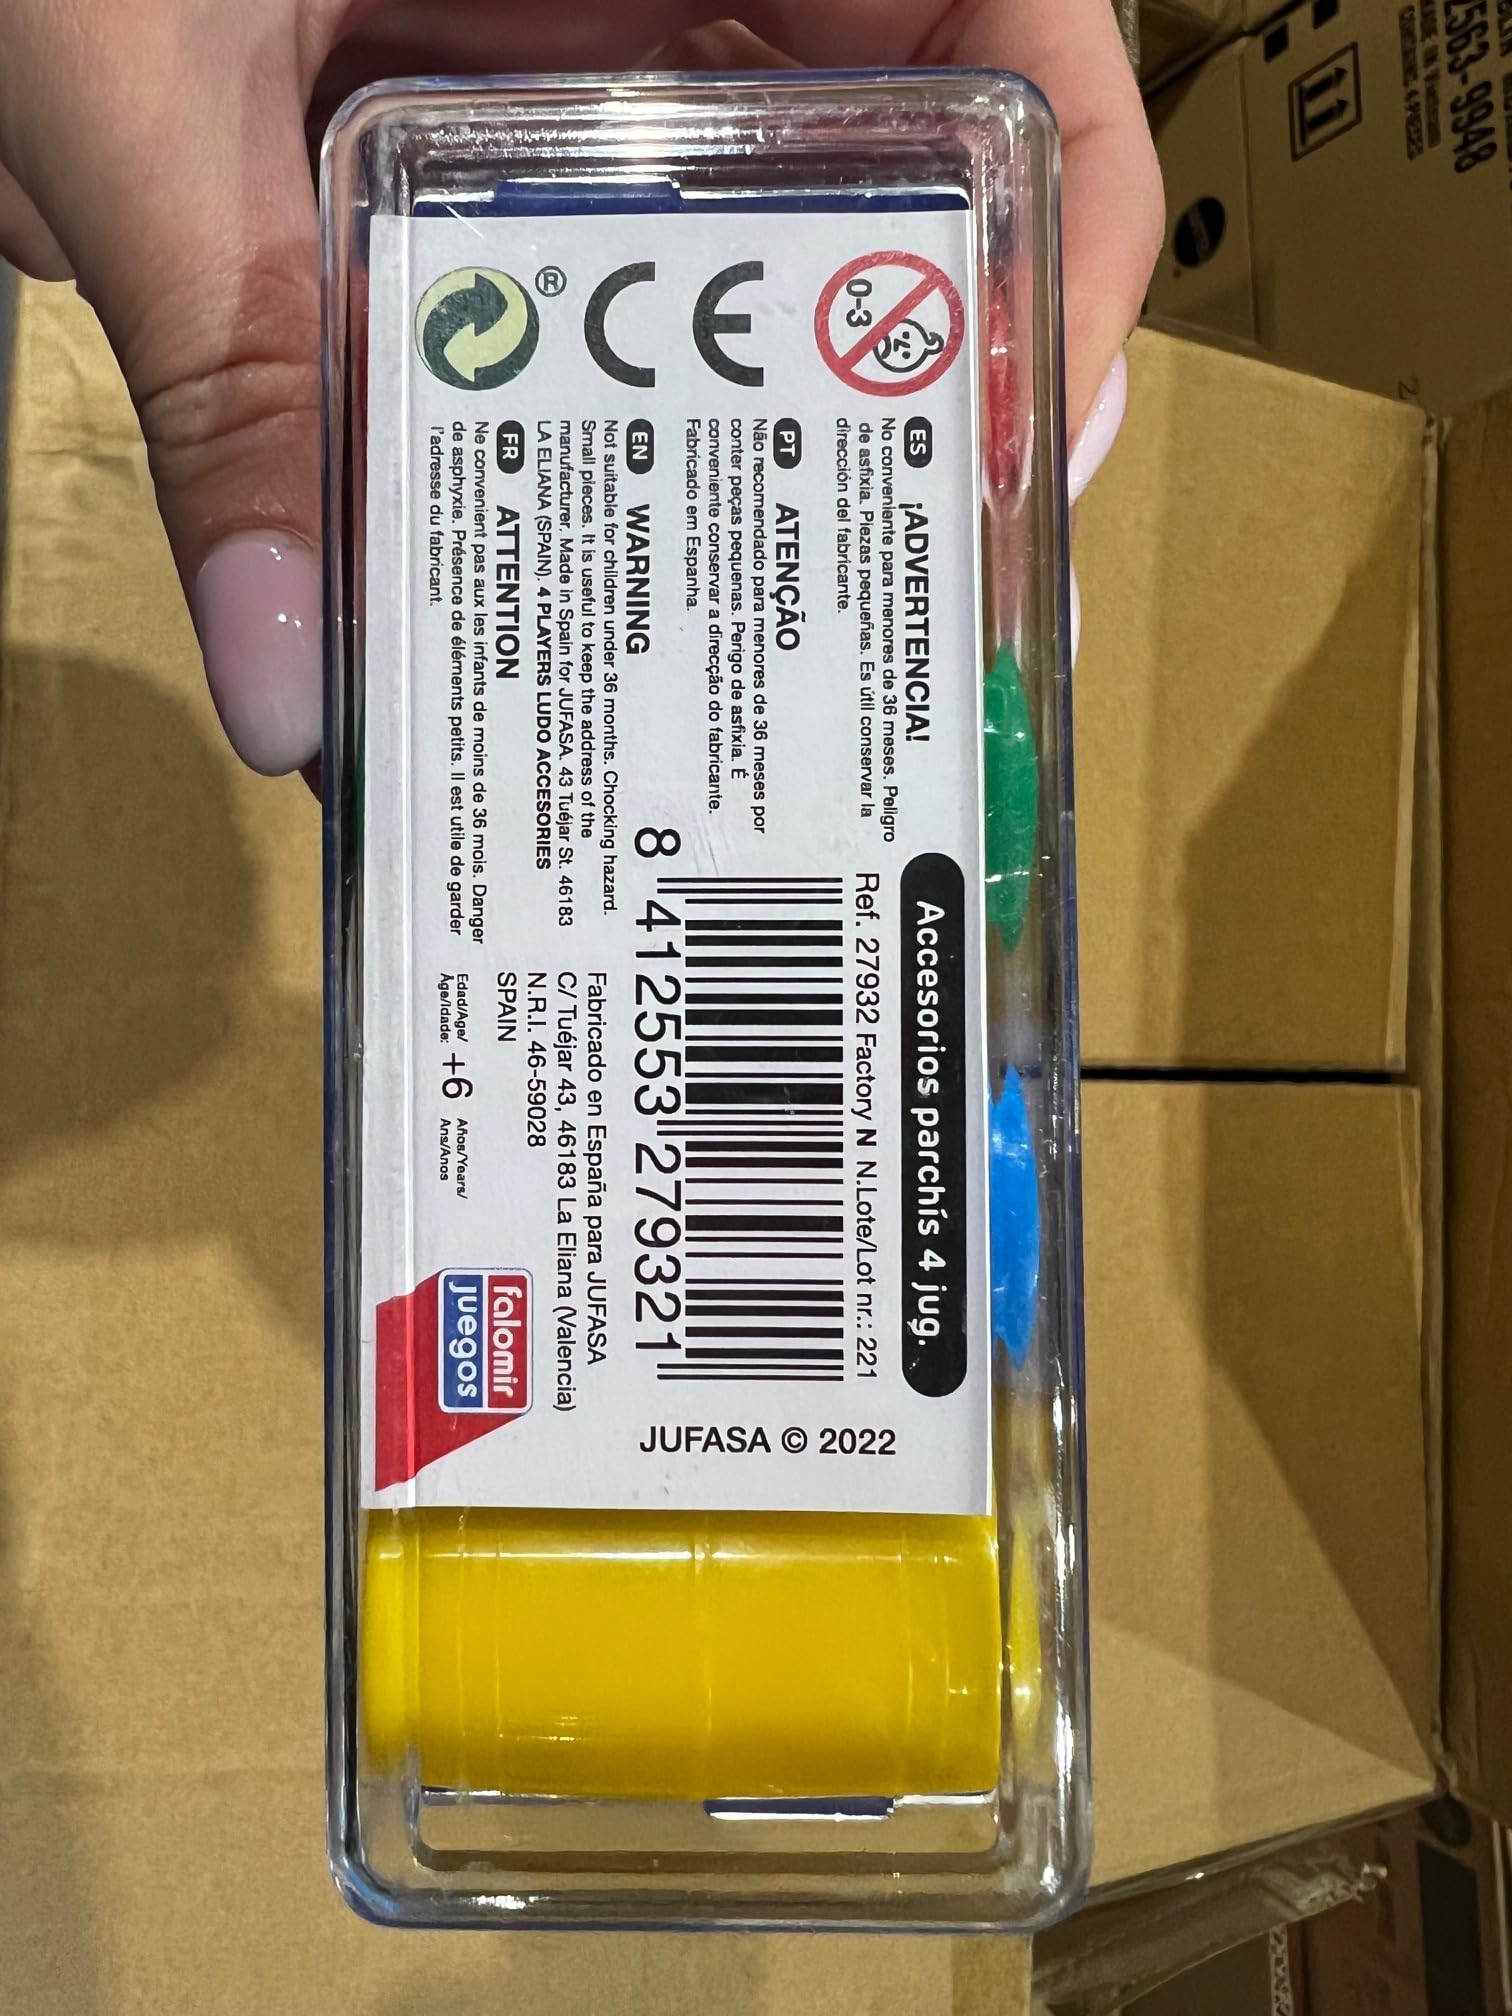 Accesorios parchís 4 jug.
0-3
ES ¡ADVERTENCIA!
No conveniente para menores de 36 meses. Peligro
de asfixia. Piezas pequeñas. Es útil conservar la
dirección del fabricante.
PT ATENÇÃO
Não recomendado para menores de 36 meses por
conter peças pequenas. Perigo de asfixia. É
conveniente conservar a direcção do fabricante.
Fabricado em Espanha.
EN WARNING
Not suitable for children under 36 months. Chocking hazard.
Small pieces. It is useful to keep the address of the
manufacturer. Made in Spain for JUFASA. 43 Tuéjar St. 46183
LA ELIANA (SPAIN). 4 PLAYERS LUDO ACCESORIES
FR ATTENTION
Ne convenient pas aux les infants de moins de 36 mois. Danger
de asphyxie. Présence de éléments petits. Il est utile de garder
l'adresse du fabricant.
CE
Ref. 27932 Factory N N.Lote/Lot nr.: 221
8 412553 279321
Fabricado en España para JUFASA
C/ Tuéjar 43, 46183 La Eliana (Valencia)
N.R.I. 46-59028
SPAIN
Edad/Age/
Âge/Idade:
+6
Años/Years/
Ans/Anos
falomir
juegos
JUFASA © 2022
2563-9948
MADE IN Vietnam